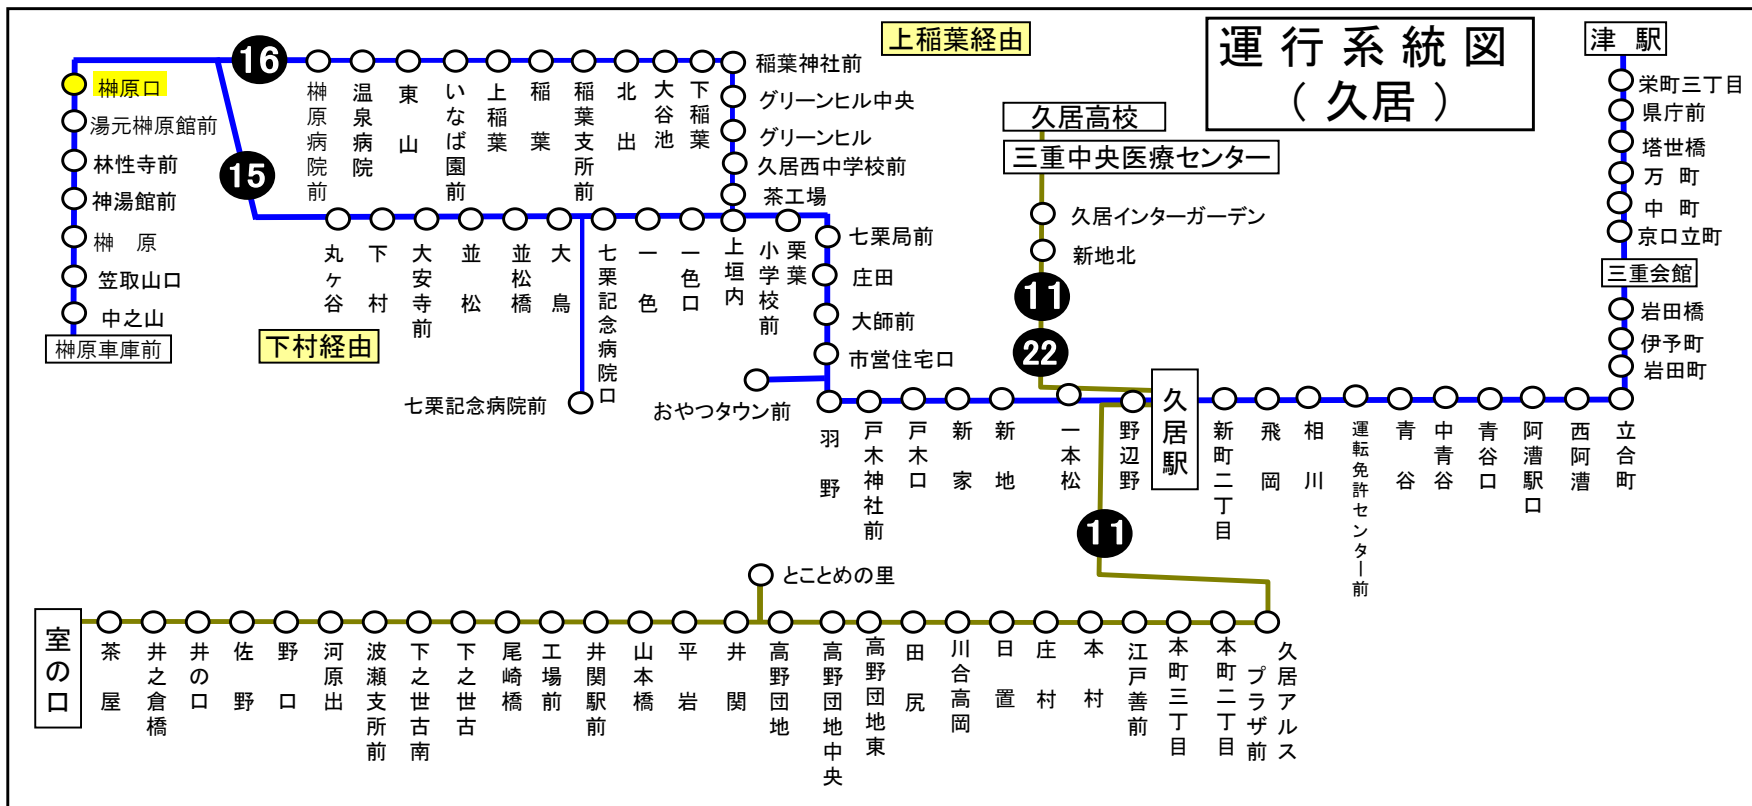 運行系統図
（久居）
上稲葉経由
津駅
栄町三丁目
県庁前
塔世橋
万町
中町
京口立町
三重会館
岩田橋
伊予町
岩田町
立合町
西阿漕
阿漕駅口
青谷口
中青谷
青谷
運転免許センター前
相川
飛岡
新町二丁目
久居駅
野辺野
一本松
新地
新家
戸木口
戸木神社前
羽野
おやつタウン前
市営住宅口
大師前
庄田
七栗局前
栗葉
小学校前
上垣内
一色口
一色
七栗記念病院口
七栗記念病院前
大鳥
並松橋
並松
大安寺前
下村
丸ヶ谷
下村経由
15
16
茶工場
久居西中学校前
グリーンヒル
グリーンヒル中央
稲葉神社前
下稲葉
大谷池
北出
稲葉支所前
稲葉
上稲葉
いなば園前
東山
温泉病院
榊原病院前
榊原口
湯元榊原館前
林性寺前
神湯館前
榊原
笠取山口
中之山
榊原車庫前
久居高校
三重中央医療センター
久居インターガーデン
新地北
11
22
11
久居アルス
プラザ前
本町二丁目
本町三丁目
江戸善前
本村
庄村
日置
川合高岡
田尻
高野団地東
高野団地中央
高野団地
とことめの里
井関
平岩
山本橋
井関駅前
工場前
尾崎橋
下之世古
下之世古南
波瀬支所前
河原出
野口
佐野
井の口
井之倉橋
茶屋
室の口